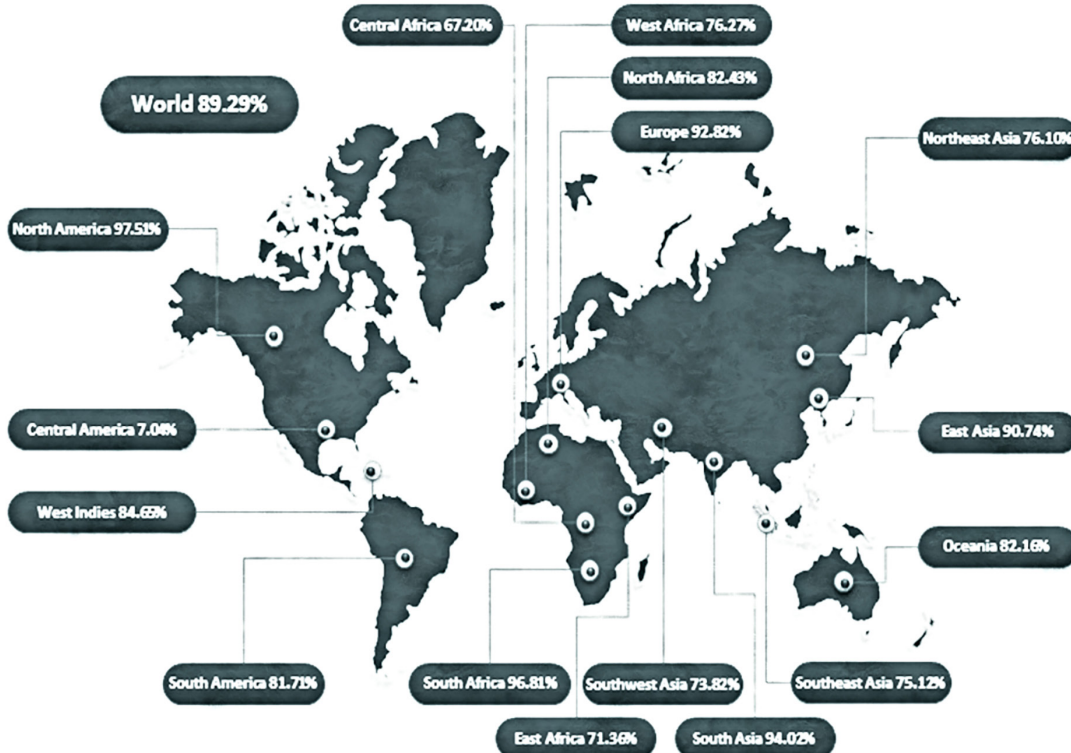 Central Africa 67.20%
West Africa 76.27%
North Africa 82.43%
World 89.29%
Europe 92.82%
Northeast Asia 76.10%
North America 97.51%
Central America 7.04%
East Asia 90.74%
West Indies 84.65%
Oceania 82.16%
South America 81.71%
South Africa 96.81%
Southwest Asia 73.82%
Southeast Asia 75.12%
East Africa 71.36%
South Asia 94.02%